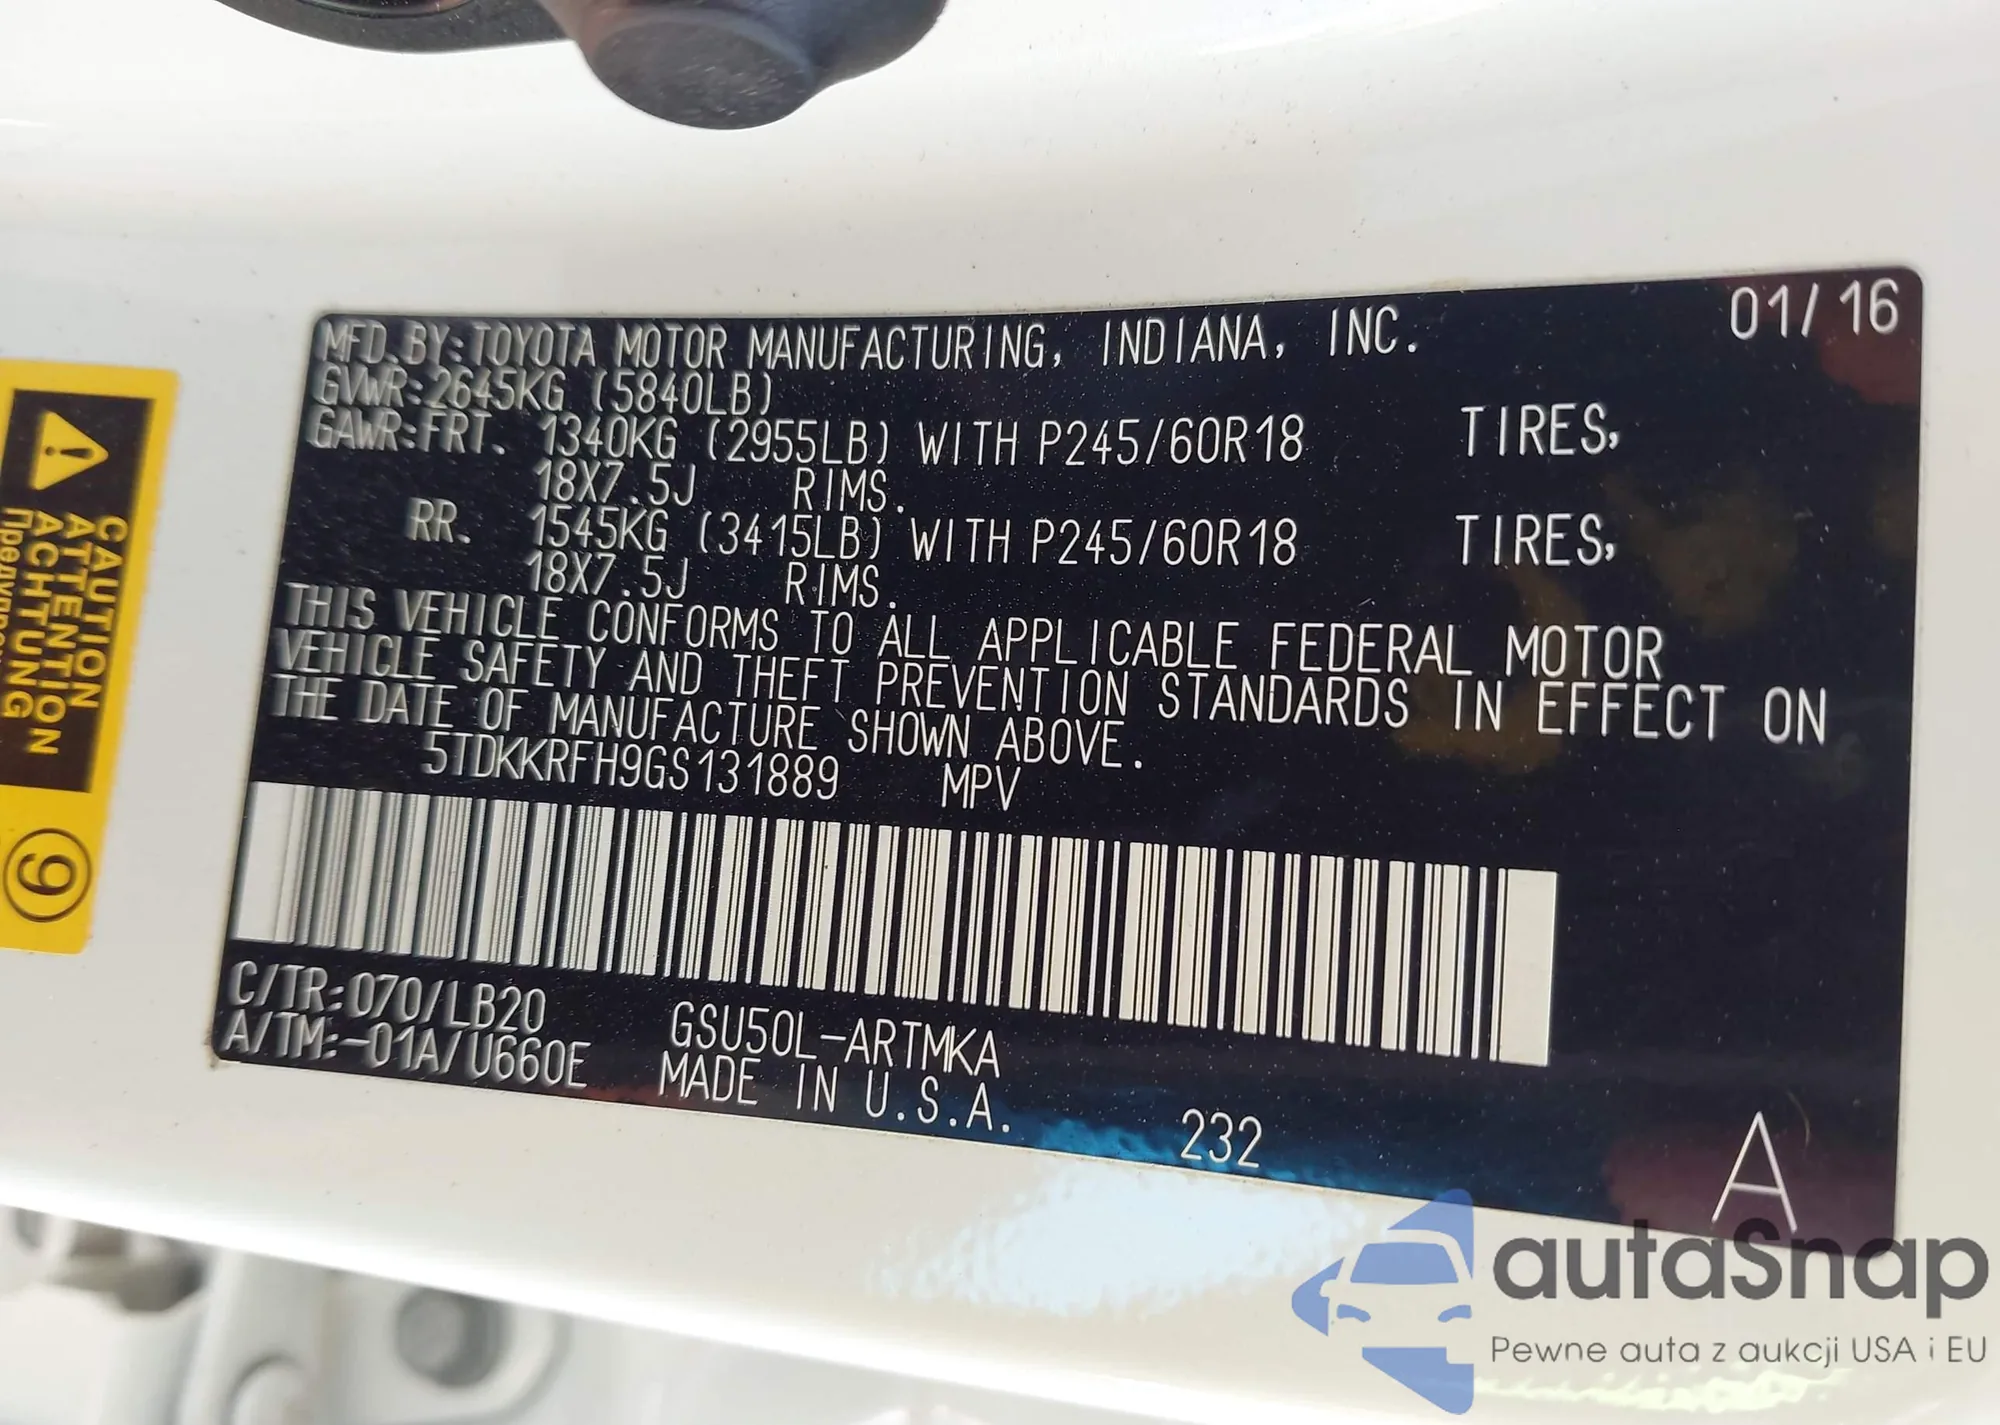 01/16
MFD.BY:TOYOTA MOTOR MANUFACTURING, INDIANA, INC.
GVWR:2645KG (5840LB)
GAWR:FRT. 1340KG (2955LB) WITH P245/60R18 TIRES,
18X7.5J RIMS.
RR. 1545KG (3415LB) WITH P245/60R18 TIRES,
18X7.5J RIMS.
THIS VEHICLE CONFORMS TO ALL APPLICABLE FEDERAL MOTOR
VEHICLE SAFETY AND THEFT PREVENTION STANDARDS IN EFFECT ON
THE DATE OF MANUFACTURE SHOWN ABOVE.
5TDKKRFH9GS131889 MPV
C/TR:070/LB20 GSU50L-ARTMKA
A/TM:-01A/U660E MADE IN U.S.A.
232
A
CAUTION
ATTENTION
ACHTUNG
9
autaSnap
Pewne auta z aukcji USA i EU